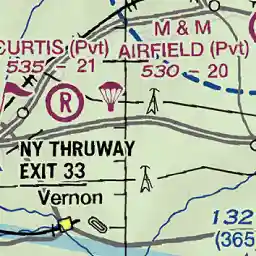 M & M
CURTIS (Pvt) AIRFIELD (Pvt)
535 - 21 530 - 20
R
NY THRUWAY
EXIT 33
Vernon
132
(365